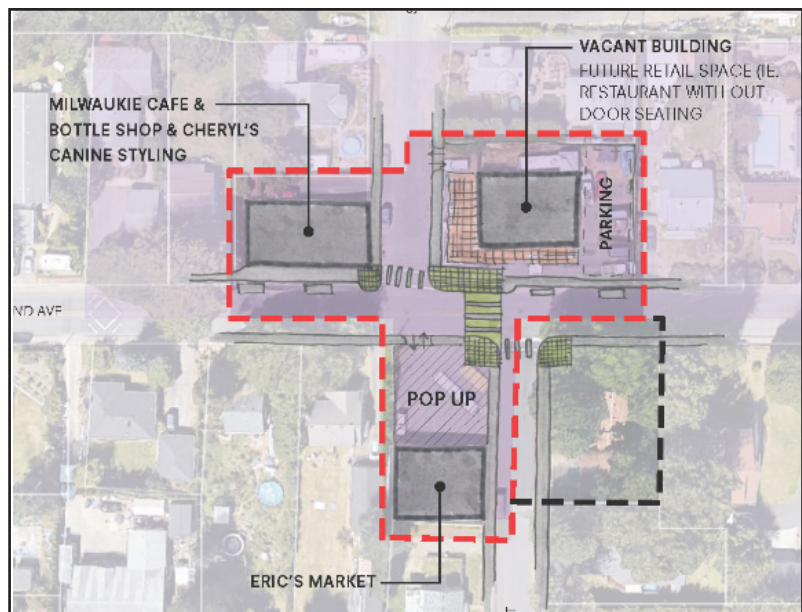 VACANT BUILDING
FUTURE RETAIL SPACE (IE.
RESTAURANT WITH OUT
DOOR SEATING
MILWAUKIE CAFE &
BOTTLE SHOP & CHERYL'S
CANINE STYLING
PARKING
ND AVE
POP UP
ERIC'S MARKET